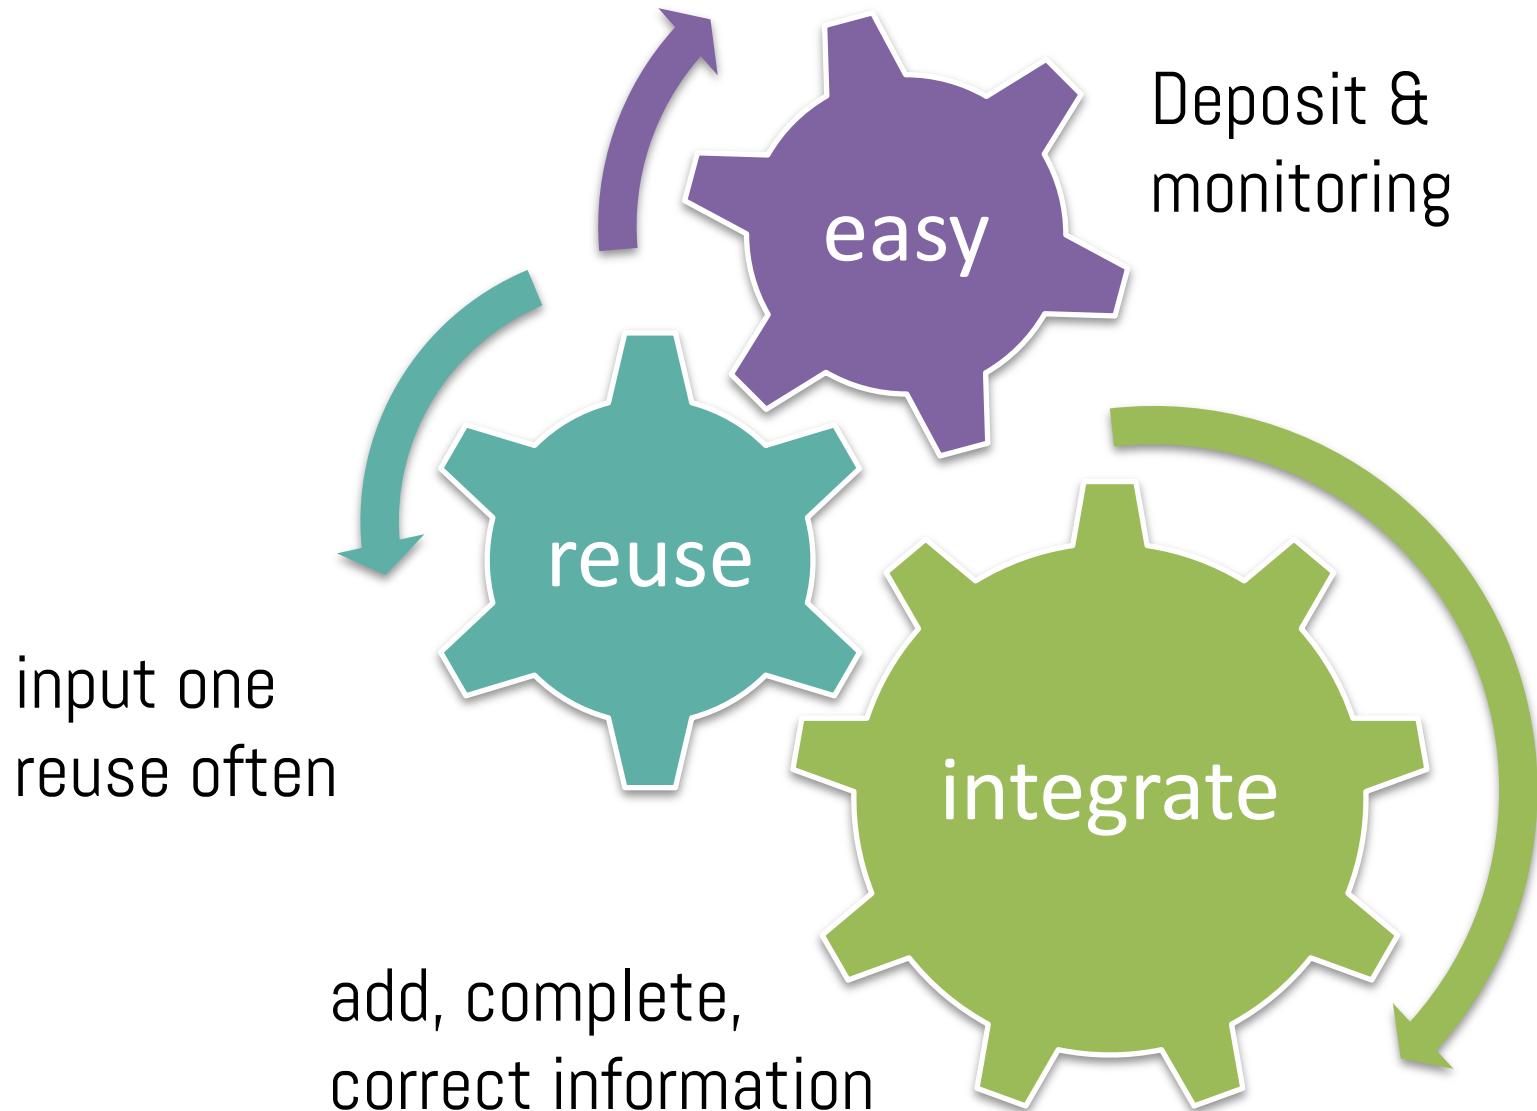 Deposit &
monitoring
easy
reuse
input one
reuse often
integrate
add, complete,
correct information